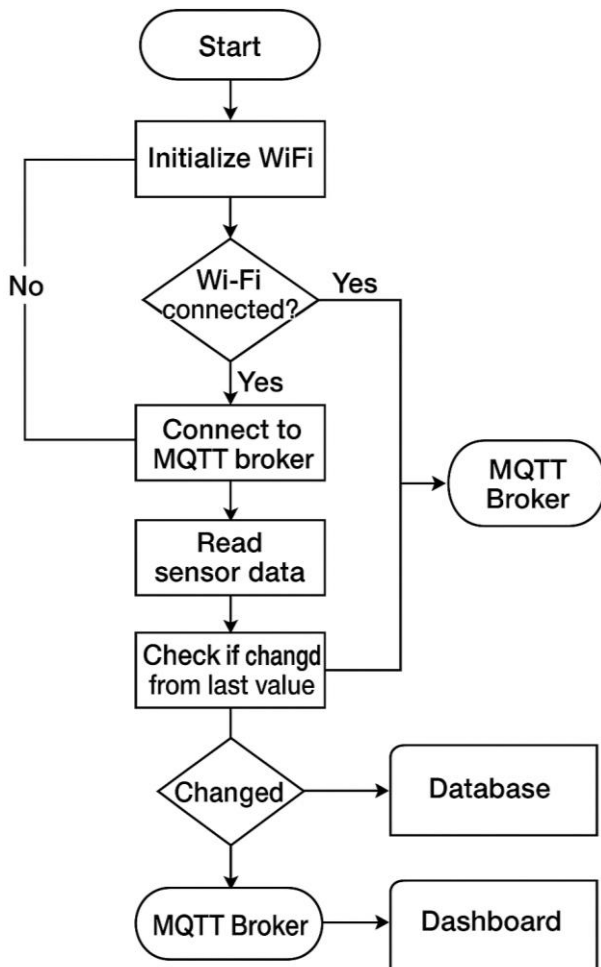 Start
Initialize WiFi
No
Wi-Fi
connected?
Yes
Yes
Connect to
MQTT broker
MQTT
Broker
Read
sensor data
Check if changd
from last value
Changed
Database
MQTT Broker
Dashboard